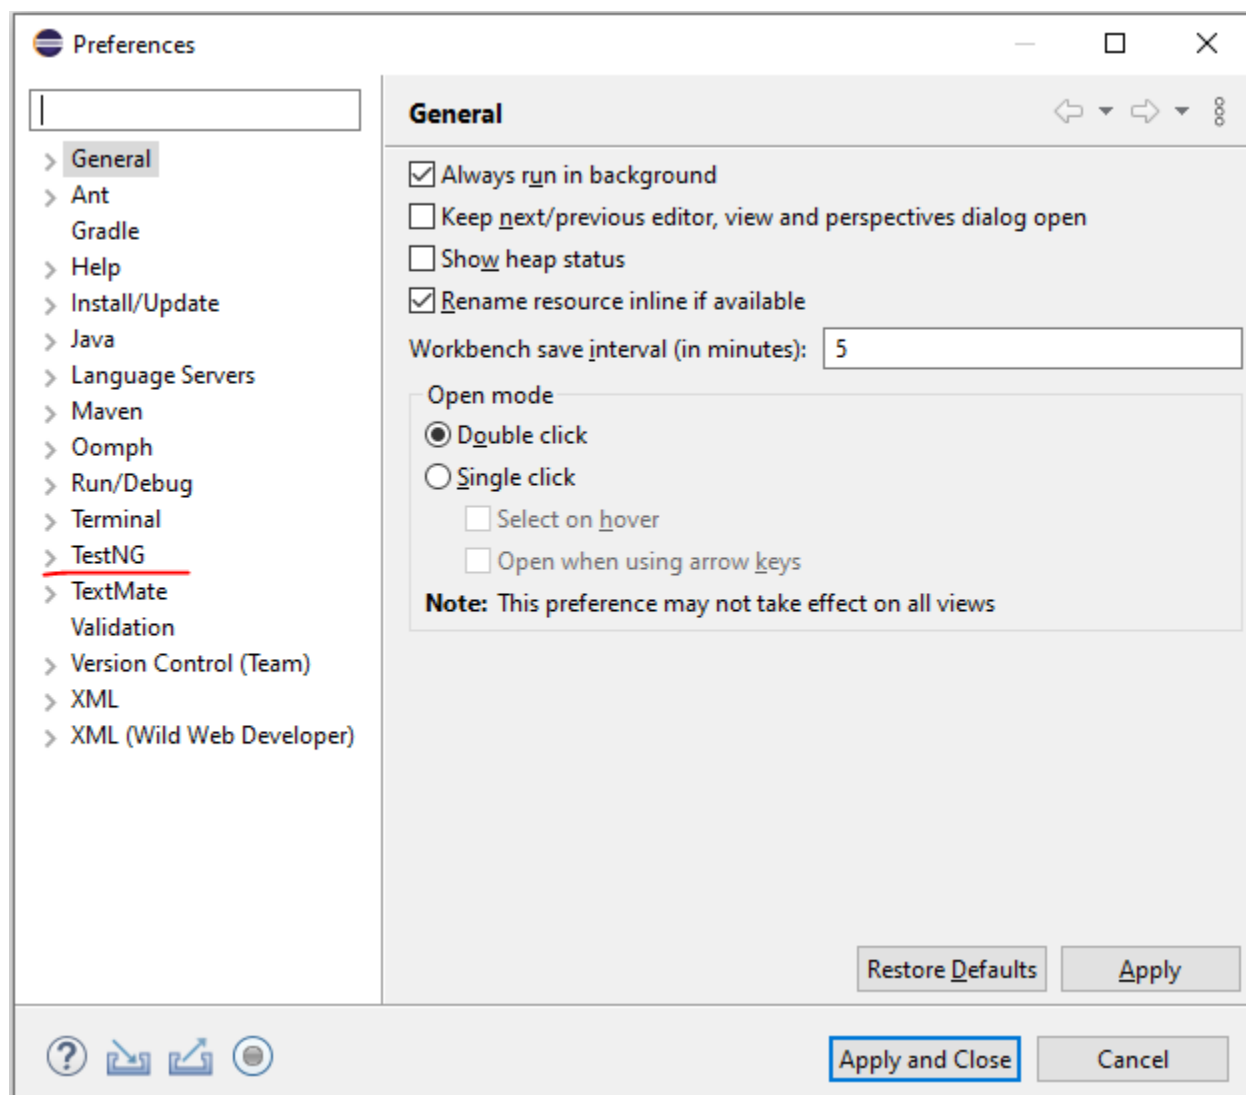 Preferences
General
Ant
Gradle
Help
Install/Update
Java
Language Servers
Maven
Oomph
Run/Debug
Terminal
TestNG
TextMate
Validation
Version Control (Team)
XML
XML (Wild Web Developer)
General
Always run in background
Keep next/previous editor, view and perspectives dialog open
Show heap status
Rename resource inline if available
Workbench save interval (in minutes): 5
Open mode
Double click
Single click
Select on hover
Open when using arrow keys
Note: This preference may not take effect on all views
Restore Defaults Apply
? Apply and Close Cancel